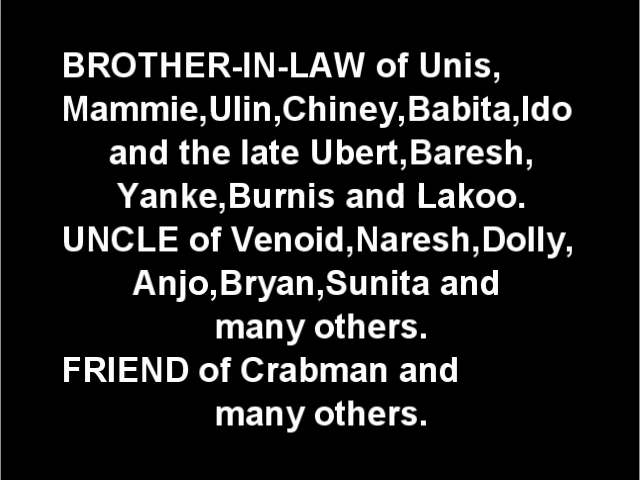 BROTHER-IN-LAW of Unis,
Mammie,Ulin,Chiney,Babita,Ido
and the late Ubert,Baresh,
Yanke,Burnis and Lakoo.
UNCLE of Venoid,Naresh,Dolly,
Anjo,Bryan,Sunita and
many others.
FRIEND of Crabman and
many others.